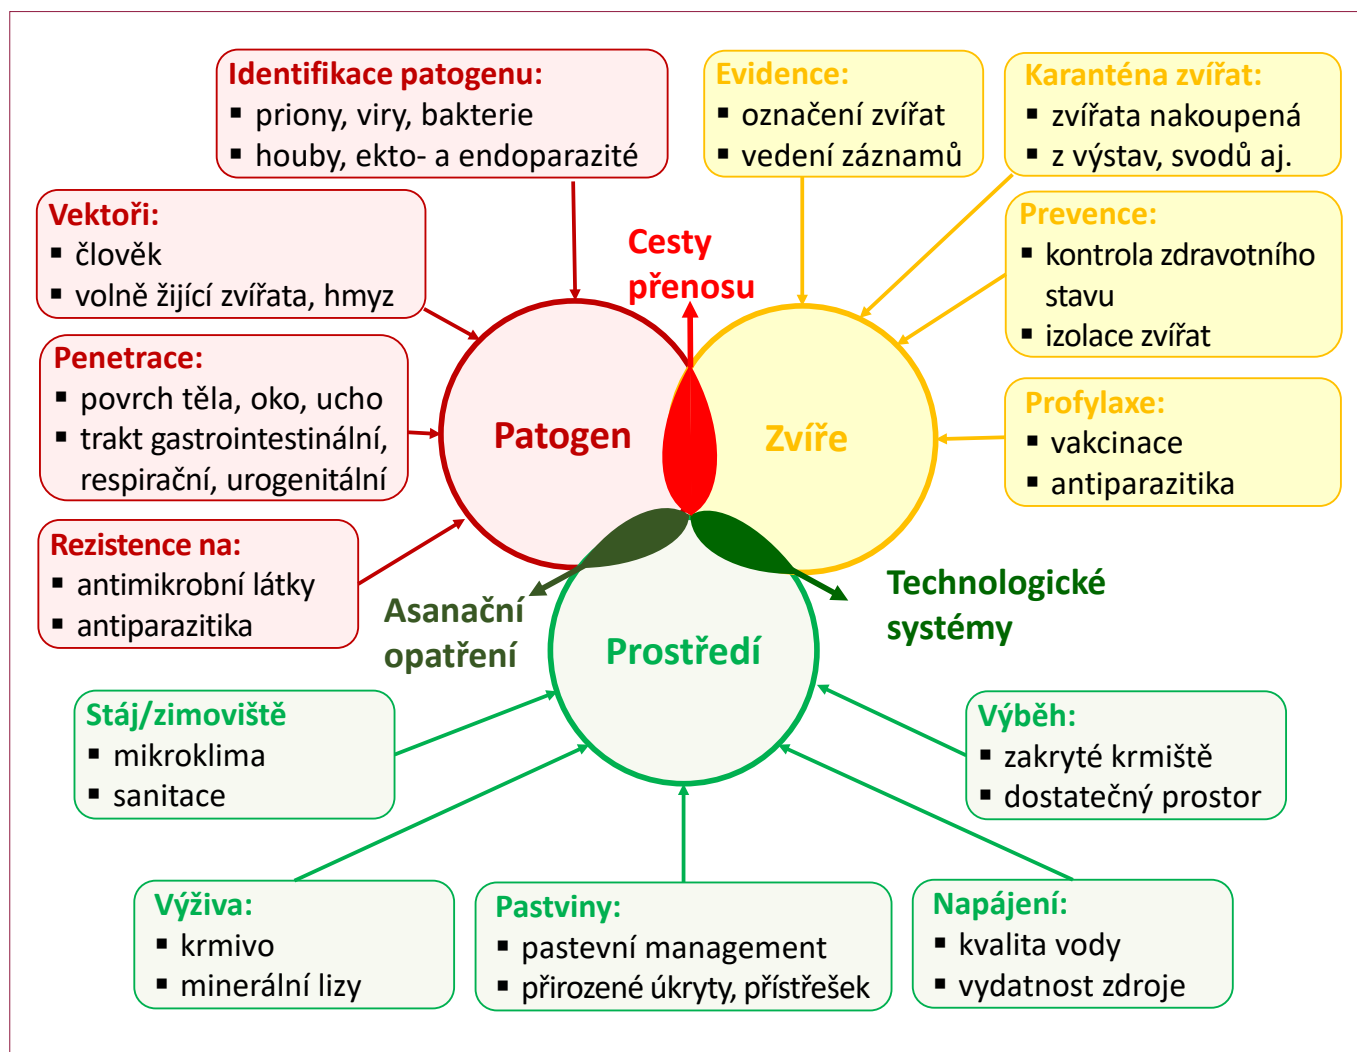 Identifikace patogenu:
▪ priony, viry, bakterie
▪ houby, ekto- a endoparazité
Evidence:
▪ označení zvířat
▪ vedení záznamů
Karanténa zvířat:
▪ zvířata nakoupená
▪ z výstav, svodů aj.
Vektoři:
▪ člověk
▪ volně žijící zvířata, hmyz
Cesty
přenosu
Prevence:
▪ kontrola zdravotního
stavu
▪ izolace zvířat
Penetrace:
▪ povrch těla, oko, ucho
▪ trakt gastrointestinální,
respirační, urogenitální
Patogen
Zvíře
Profylaxe:
▪ vakcinace
▪ antiparazitika
Rezistence na:
▪ antimikrobní látky
▪ antiparazitika
Asanační
opatření
Prostředí
Technologické
systémy
Stáj/zimoviště
▪ mikroklima
▪ sanitace
Výběh:
▪ zakryté krmiště
▪ dostatečný prostor
Výživa:
▪ krmivo
▪ minerální lizy
Pastviny:
▪ pastevní management
▪ přirozené úkryty, přístřešek
Napájení:
▪ kvalita vody
▪ vydatnost zdroje